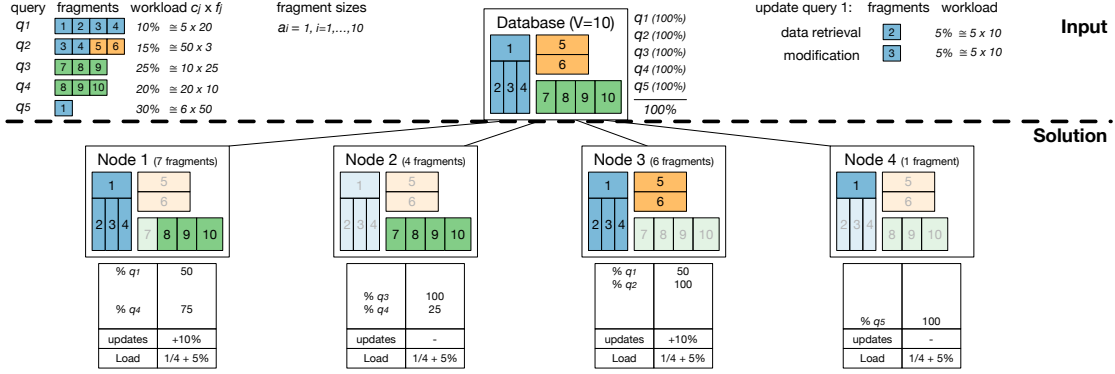 query fragments workload cj x fj
q1 1 2 3 4 10% ≅ 5 x 20
q2 3 4 5 6 15% ≅ 50 x 3
q3 7 8 9 25% ≅ 10 x 25
q4 8 9 10 20% ≅ 20 x 10
q5 1 30% ≅ 6 x 50
fragment sizes
ai = 1, i=1,...,10
Database (V=10)
1 5
6
2 3 4 7 8 9 10
q1 (100%)
q2 (100%)
q3 (100%)
q4 (100%)
q5 (100%)
100%
update query 1: fragments workload
data retrieval 2 5% ≅ 5 x 10
modification 3 5% ≅ 5 x 10
Input
Solution
Node 1 (7 fragments)
1 5
6
2 3 4 7 8 9 10
% q1 50
% q4 75
updates +10%
Load 1/4 + 5%
Node 2 (4 fragments)
1 5
6
2 3 4 7 8 9 10
% q3 100
% q4 25
updates -
Load 1/4 + 5%
Node 3 (6 fragments)
1 5
6
2 3 4 7 8 9 10
% q1 50
% q2 100
updates +10%
Load 1/4 + 5%
Node 4 (1 fragment)
1 5
6
2 3 4 7 8 9 10
% q5 100
updates -
Load 1/4 + 5%